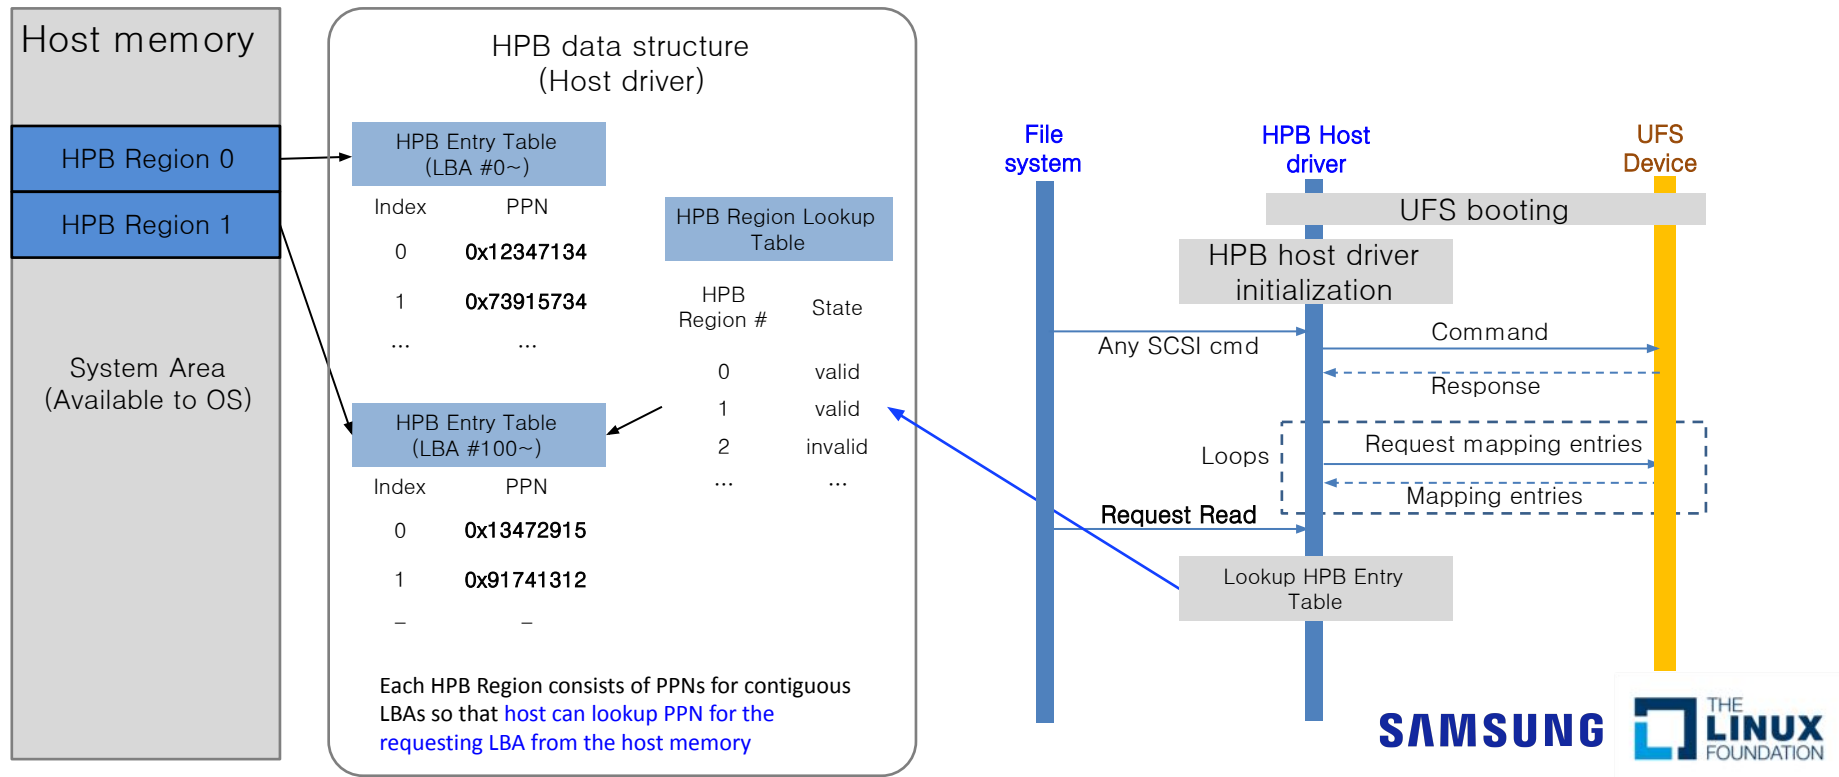 Host memory
HPB Region 0
HPB Region 1
System Area
(Available to OS)
HPB data structure
(Host driver)
HPB Entry Table
(LBA #0~)
Index PPN
0 0x12347134
1 0x73915734
... ...
HPB Entry Table
(LBA #100~)
Index PPN
0 0x13472915
1 0x91741312
– –
HPB Region Lookup
Table
HPB
Region # State
0 valid
1 valid
2 invalid
... ...
Each HPB Region consists of PPNs for contiguous
LBAs so that host can lookup PPN for the
requesting LBA from the host memory
File
system
HPB Host
driver
UFS
Device
UFS booting
HPB host driver
initialization
Any SCSI cmd
Command
Response
Loops
Request mapping entries
Mapping entries
Request Read
Lookup HPB Entry
Table
SAMSUNG
THE
LINUX
FOUNDATION